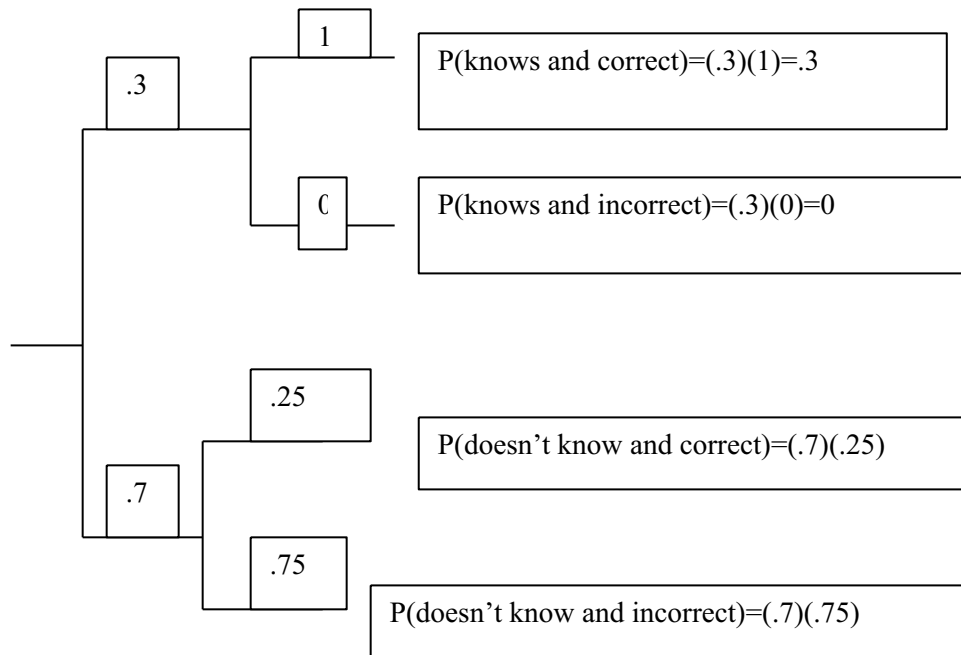 1
P(knows and correct)=(.3)(1)=.3
.3
0
P(knows and incorrect)=(.3)(0)=0
.25
P(doesn’t know and correct)=(.7)(.25)
.7
.75
P(doesn’t know and incorrect)=(.7)(.75)